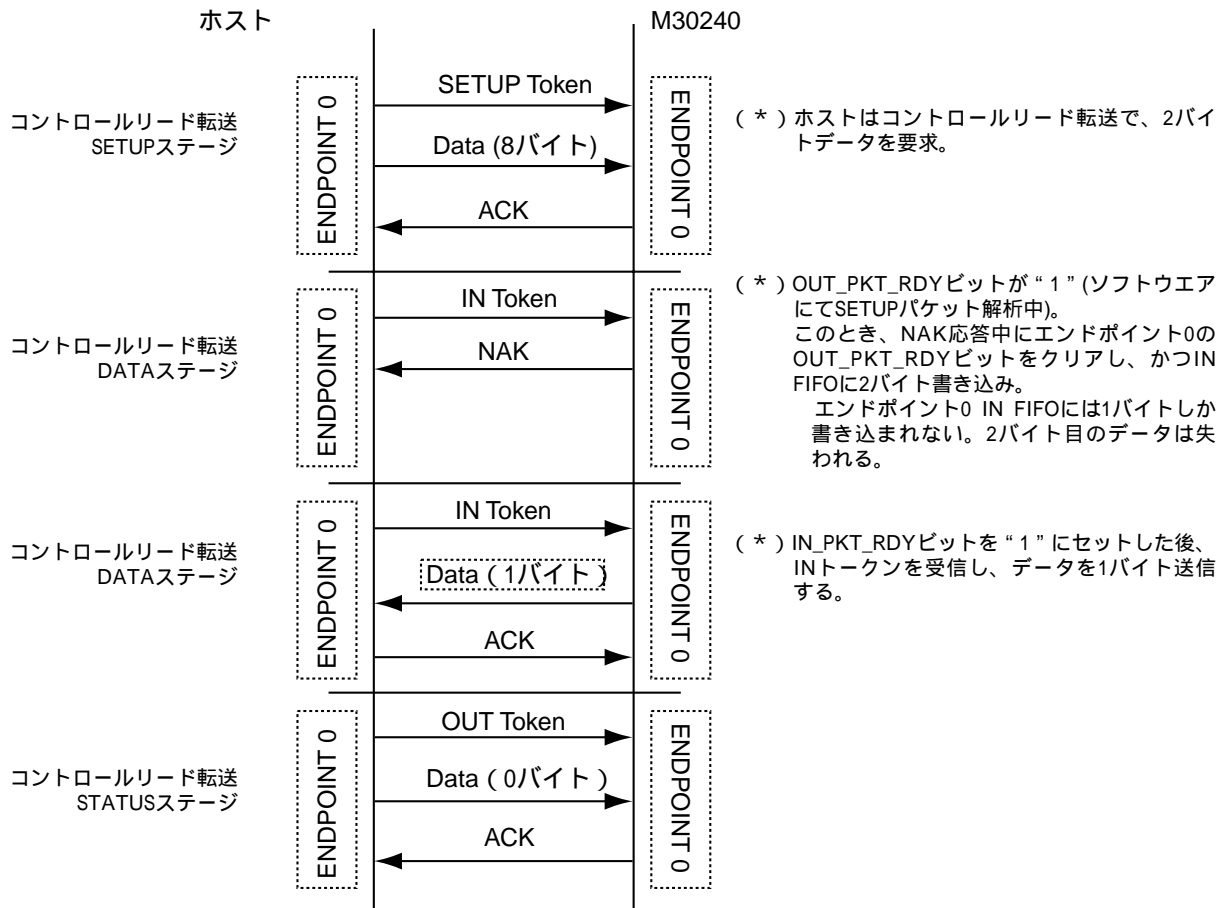 ホスト
M30240
コントロールリード転送
SETUPステージ
ENDPOINT 0
SETUP Token
Data (8バイト)
ACK
ENDPOINT 0
(*)ホストはコントロールリード転送で、2バイ
トデータを要求。
コントロールリード転送
DATAステージ
ENDPOINT 0
IN Token
NAK
ENDPOINT 0
(*)OUT_PKT_RDYビットが“1”(ソフトウエア
にてSETUPパケット解析中)。
このとき、NAK応答中にエンドポイント0の
OUT_PKT_RDYビットをクリアし、かつIN
FIFOに2バイト書き込み。
エンドポイント0 IN FIFOには1バイトしか
書き込まれない。2バイト目のデータは失
われる。
コントロールリード転送
DATAステージ
ENDPOINT 0
IN Token
Data(1バイト)
ACK
ENDPOINT 0
(*)IN_PKT_RDYビットを“1”にセットした後、
INトークンを受信し、データを1バイト送信
する。
コントロールリード転送
STATUSステージ
ENDPOINT 0
OUT Token
Data(0バイト)
ACK
ENDPOINT 0